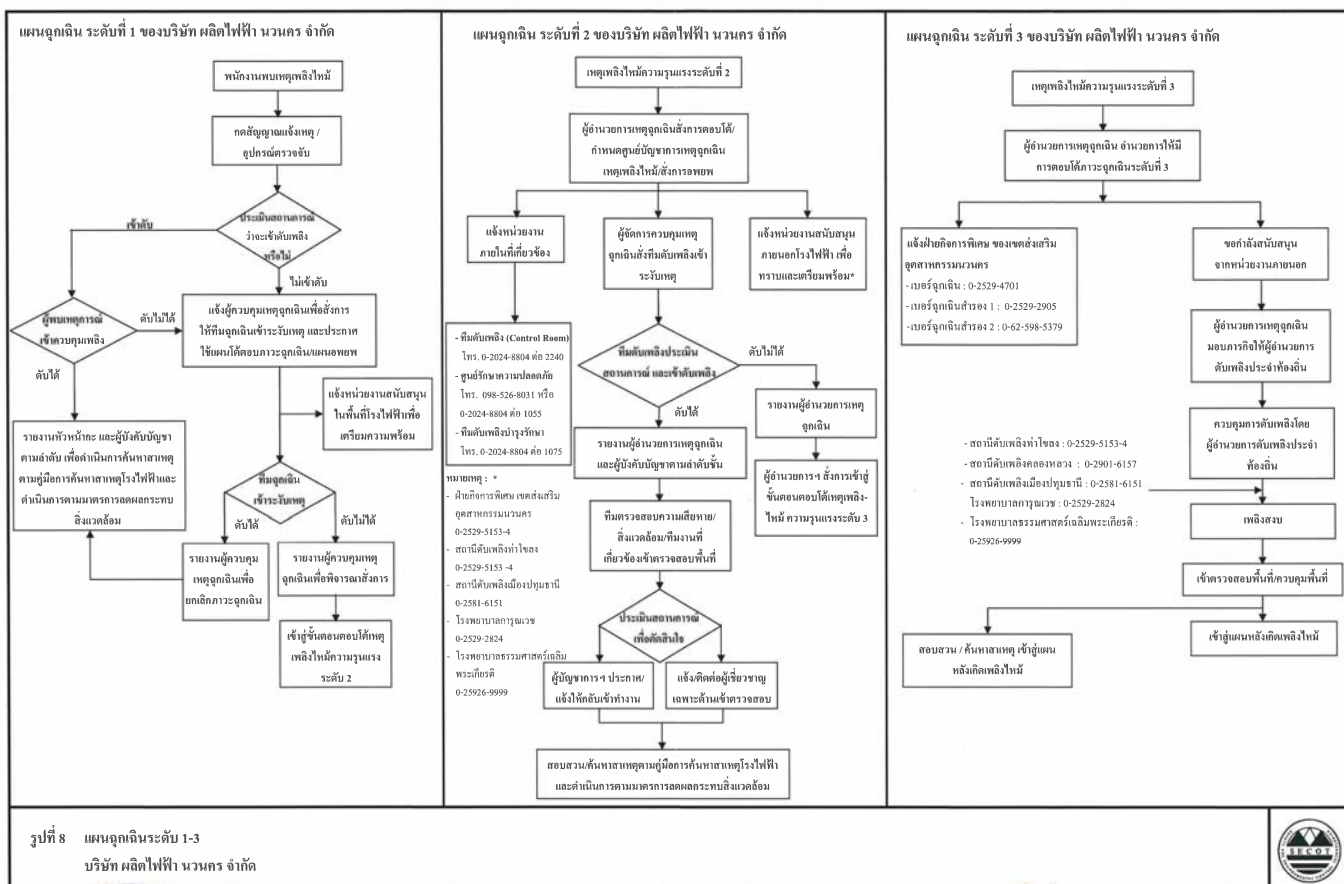 แผนฉุกเฉิน ระดับที่ 1 ของบริษัท ผลิตไฟฟ้า นวนคร จำกัด
พนักงานพบเหตุเพลิงไหม้
กดสัญญาณแจ้งเหตุ /
อุปกรณ์ตรวจจับ
ประเมินสถานการณ์
ว่าจะเข้าดับเพลิง
หรือไม่
เข้าดับ
ไม่เข้าดับ
ผู้พบเหตุการณ์
เข้าควบคุมเพลิง
ดับไม่ได้
ดับได้
แจ้งผู้ควบคุมเหตุฉุกเฉินเพื่อสั่งการ
ให้ทีมฉุกเฉินเข้าระงับเหตุ และประกาศ
ใช้แผนโต้ตอบภาวะฉุกเฉิน/แผนอพยพ
แจ้งหน่วยงานสนับสนุน
ในพื้นที่โรงไฟฟ้าเพื่อ
เตรียมความพร้อม
รายงานหัวหน้ากะ และผู้บังคับบัญชา
ตามลำดับ เพื่อดำเนินการค้นหาสาเหตุ
ตามคู่มือการค้นหาสาเหตุโรงไฟฟ้าและ
ดำเนินการตามมาตรการลดผลกระทบ
สิ่งแวดล้อม
ทีมฉุกเฉิน
เข้าระงับเหตุ
ดับได้
ดับไม่ได้
รายงานผู้ควบคุม
เหตุฉุกเฉินเพื่อ
ยกเลิกภาวะฉุกเฉิน
รายงานผู้ควบคุมเหตุ
ฉุกเฉินเพื่อพิจารณาสั่งการ
เข้าสู่ขั้นตอนตอบโต้เหตุ
เพลิงไหม้ความรุนแรง
ระดับ 2
แผนฉุกเฉิน ระดับที่ 2 ของบริษัท ผลิตไฟฟ้า นวนคร จำกัด
เหตุเพลิงไหม้ความรุนแรงระดับที่ 2
ผู้อำนวยการเหตุฉุกเฉินสั่งการตอบโต้/
กำหนดศูนย์บัญชาการเหตุฉุกเฉิน
เหตุเพลิงไหม้/สั่งการอพยพ
แจ้งหน่วยงาน
ภายในที่เกี่ยวข้อง
ผู้จัดการควบคุมเหตุ
ฉุกเฉินสั่งทีมดับเพลิงเข้า
ระงับเหตุ
แจ้งหน่วยงานสนับสนุน
ภายนอกโรงไฟฟ้า เพื่อ
ทราบและเตรียมพร้อม*
- ทีมดับเพลิง (Control Room)
โทร. 0-2024-8804 ต่อ 2240
- ศูนย์รักษาความปลอดภัย
โทร. 098-526-8031 หรือ
0-2024-8804 ต่อ 1055
- ทีมดับเพลิงบำรุงรักษา
โทร. 0-2024-8804 ต่อ 1075
ทีมดับเพลิงประเมิน
สถานการณ์ และเข้าดับเพลิง
ดับไม่ได้
ดับได้
รายงานผู้อำนวยการเหตุ
ฉุกเฉิน
รายงานผู้อำนวยการเหตุฉุกเฉิน
และผู้บังคับบัญชาตามลำดับชั้น
ผู้อำนวยการฯ สั่งการเข้าสู่
ขั้นตอนตอบโต้เหตุเพลิง-
ไหม้ ความรุนแรงระดับ 3
หมายเหตุ : *
- ฝ่ายกิจการพิเศษ เขตส่งเสริม
อุตสาหกรรมนวนคร
0-2529-5153-4
- สถานีดับเพลิงท่าโขลง
0-2529-5153 -4
- สถานีดับเพลิงเมืองปทุมธานี
0-2581-6151
- โรงพยาบาลการุณเวช
0-2529-2824
- โรงพยาบาลธรรมศาสตร์เฉลิม
พระเกียรติ
0-25926-9999
ทีมตรวจสอบความเสียหาย/
สิ่งแวดล้อม/ทีมงานที่
เกี่ยวข้องเข้าตรวจสอบพื้นที่
ประเมินสถานการณ์
เพื่อตัดสินใจ
ผู้บัญชาการฯ ประกาศ/
แจ้งให้กลับเข้าทำงาน
แจ้ง/ติดต่อผู้เชี่ยวชาญ
เฉพาะด้านเข้าตรวจสอบ
สอบสวน/ค้นหาสาเหตุตามคู่มือการค้นหาสาเหตุโรงไฟฟ้า
และดำเนินการตามมาตรการลดผลกระทบสิ่งแวดล้อม
แผนฉุกเฉิน ระดับที่ 3 ของบริษัท ผลิตไฟฟ้า นวนคร จำกัด
เหตุเพลิงไหม้ความรุนแรงระดับที่ 3
ผู้อำนวยการเหตุฉุกเฉิน อำนวยการให้มี
การตอบโต้ภาวะฉุกเฉินระดับที่ 3
แจ้งฝ่ายกิจการพิเศษ ของเขตส่งเสริม
อุตสาหกรรมนวนคร
-เบอร์ฉุกเฉิน : 0-2529-4701
-เบอร์ฉุกเฉินสำรอง 1 : 0-2529-2905
-เบอร์ฉุกเฉินสำรอง 2 : 0-62-598-5379
ขอกำลังสนับสนุน
จากหน่วยงานภายนอก
ผู้อำนวยการเหตุฉุกเฉิน
มอบภารกิจให้ผู้อำนวยการ
ดับเพลิงประจำท้องถิ่น
ควบคุมการดับเพลิงโดย
ผู้อำนวยการดับเพลิงประจำ
ท้องถิ่น
- สถานีดับเพลิงท่าโขลง : 0-2529-5153-4
- สถานีดับเพลิงคลองหลวง : 0-2901-6157
- สถานีดับเพลิงเมืองปทุมธานี : 0-2581-6151
โรงพยาบาลการุณเวช : 0-2529-2824
- โรงพยาบาลธรรมศาสตร์เฉลิมพระเกียรติ :
0-25926-9999
เพลิงสงบ
เข้าตรวจสอบพื้นที่/ควบคุมพื้นที่
สอบสวน / ค้นหาสาเหตุ เข้าสู่แผน
หลังเกิดเพลิงไหม้
เข้าสู่แผนหลังเกิดเพลิงไหม้
รูปที่ 8 แผนฉุกเฉินระดับ 1-3
บริษัท ผลิตไฟฟ้า นวนคร จำกัด
SECOT